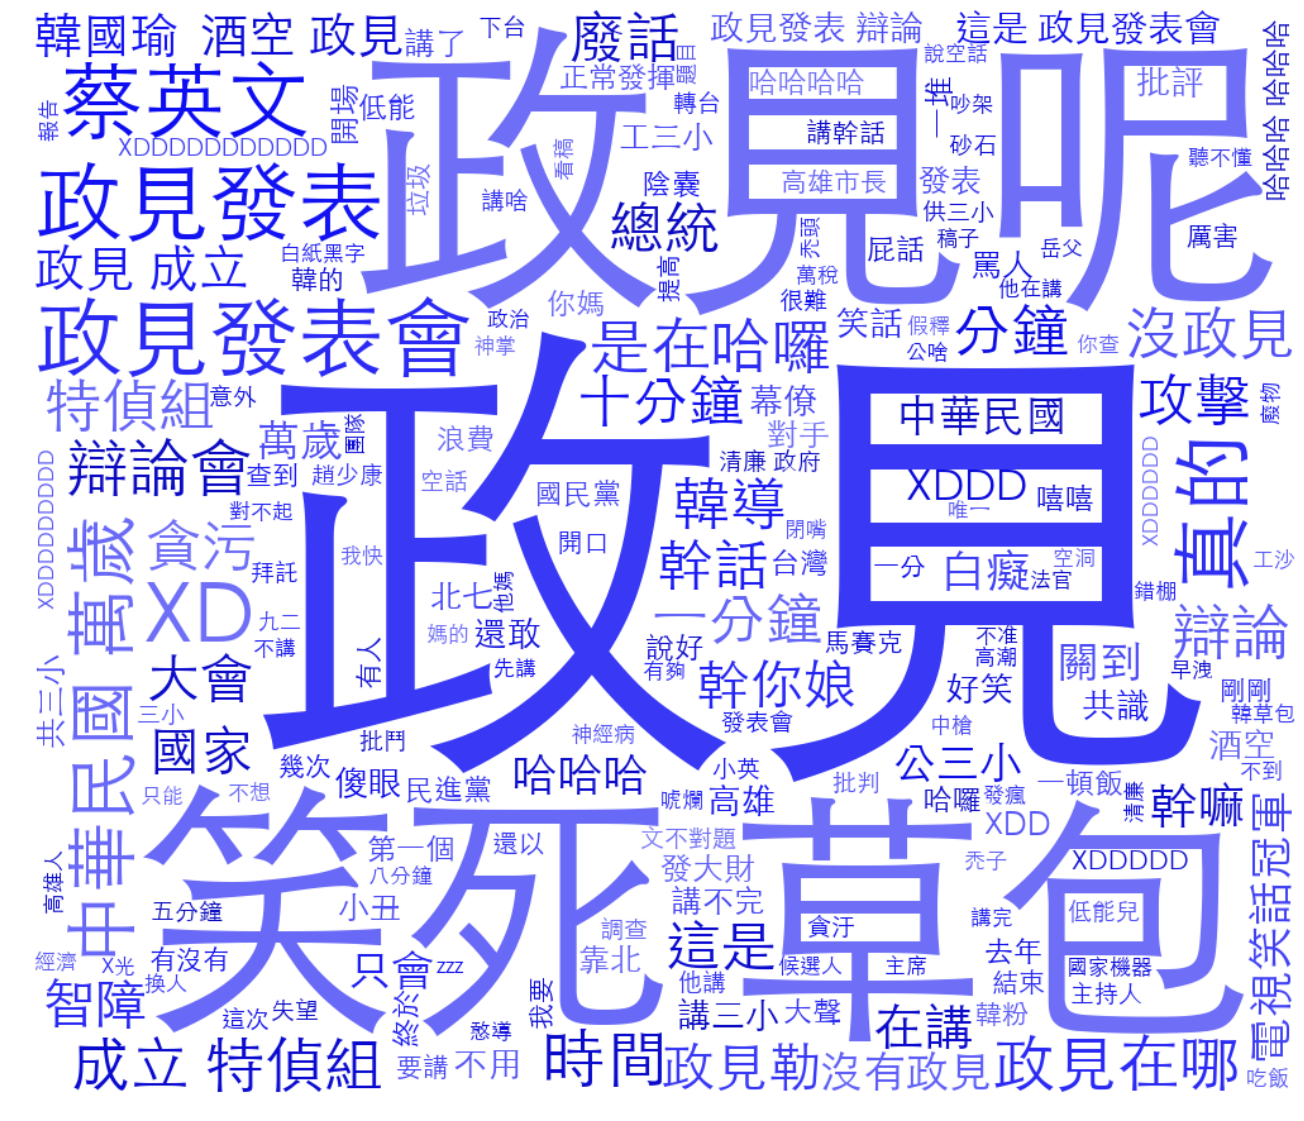 韓國瑜 酒空
政見
講了
下台
廢話
政見發表 辯論
這是 政見發表會
蔡英文
報告
XDDDDDDDDDDD
開場
低能
正常發揮
題目
轉台
工三小
看稿
垃圾
講啥
政見呢
哈哈哈哈
講幹話
高雄市長
說空話
一堆
吵架
砂石
批評
哈哈哈 哈哈哈
聽不懂
發表
供三小
稿子
屁話
罵人
岳父
厲害
他在講
政見發表
陰囊
總統
禿頭
萬稅
很難
提高
政見 成立
白紙黑字
韓的
政見發表會
政治
神掌
你媽
是在哈囉
笑話
假釋
公啥
分鐘
你查
沒政見
特偵組
意外
十分鐘
幕僚
對手
中華民國
攻擊
廢物
萬歲
團隊
浪費
辯論會
查到
趙少康
空話
國民黨
清廉 政府
韓導
XDDD
唯一
嘻嘻
XDDDDDD
真的
XDDDDDDDDD
對不起
貪污
我快
開口
閉嘴
幹話
台灣
一分
白癡
空洞
法官
錯棚
工沙
政見
拜託
北七
他媽
XD
九二
不講
媽的
還敢
先講
一分鐘
說好
有夠
馬賽克
不准
高潮
辯論
關到
早洩
中華民國 萬歲
共三小
大會
有人
三小
幹你娘
好笑
共識
剛剛
韓草包
發表會
中槍
國家
批鬥
神經病
公三小
酒空
不到
幾次
傻眼
民進黨
哈哈哈
小英
批判
一頓飯
只能
不想
唬爛
高雄
哈囉
發瘋
清廉
幹嘛
XDD
笑死
草包
第一個
還以
文不對題
禿子
XDDDDD
電視笑話冠軍
八分鐘
發大財
高雄人
五分鐘
小丑
講不完
貪汙
講完
低能兒
調查
經濟
X光
有沒有
換人
只會
zzz
靠北
這是
候選人
主席
去年
國家機器
他講
結束
主持人
智障
這次
失望
終於
憨導
我要
講三小
大聲
在講
韓粉
成立 特偵組
要講
不用
時間
政見勒
沒有政見
政見在哪
吃飯